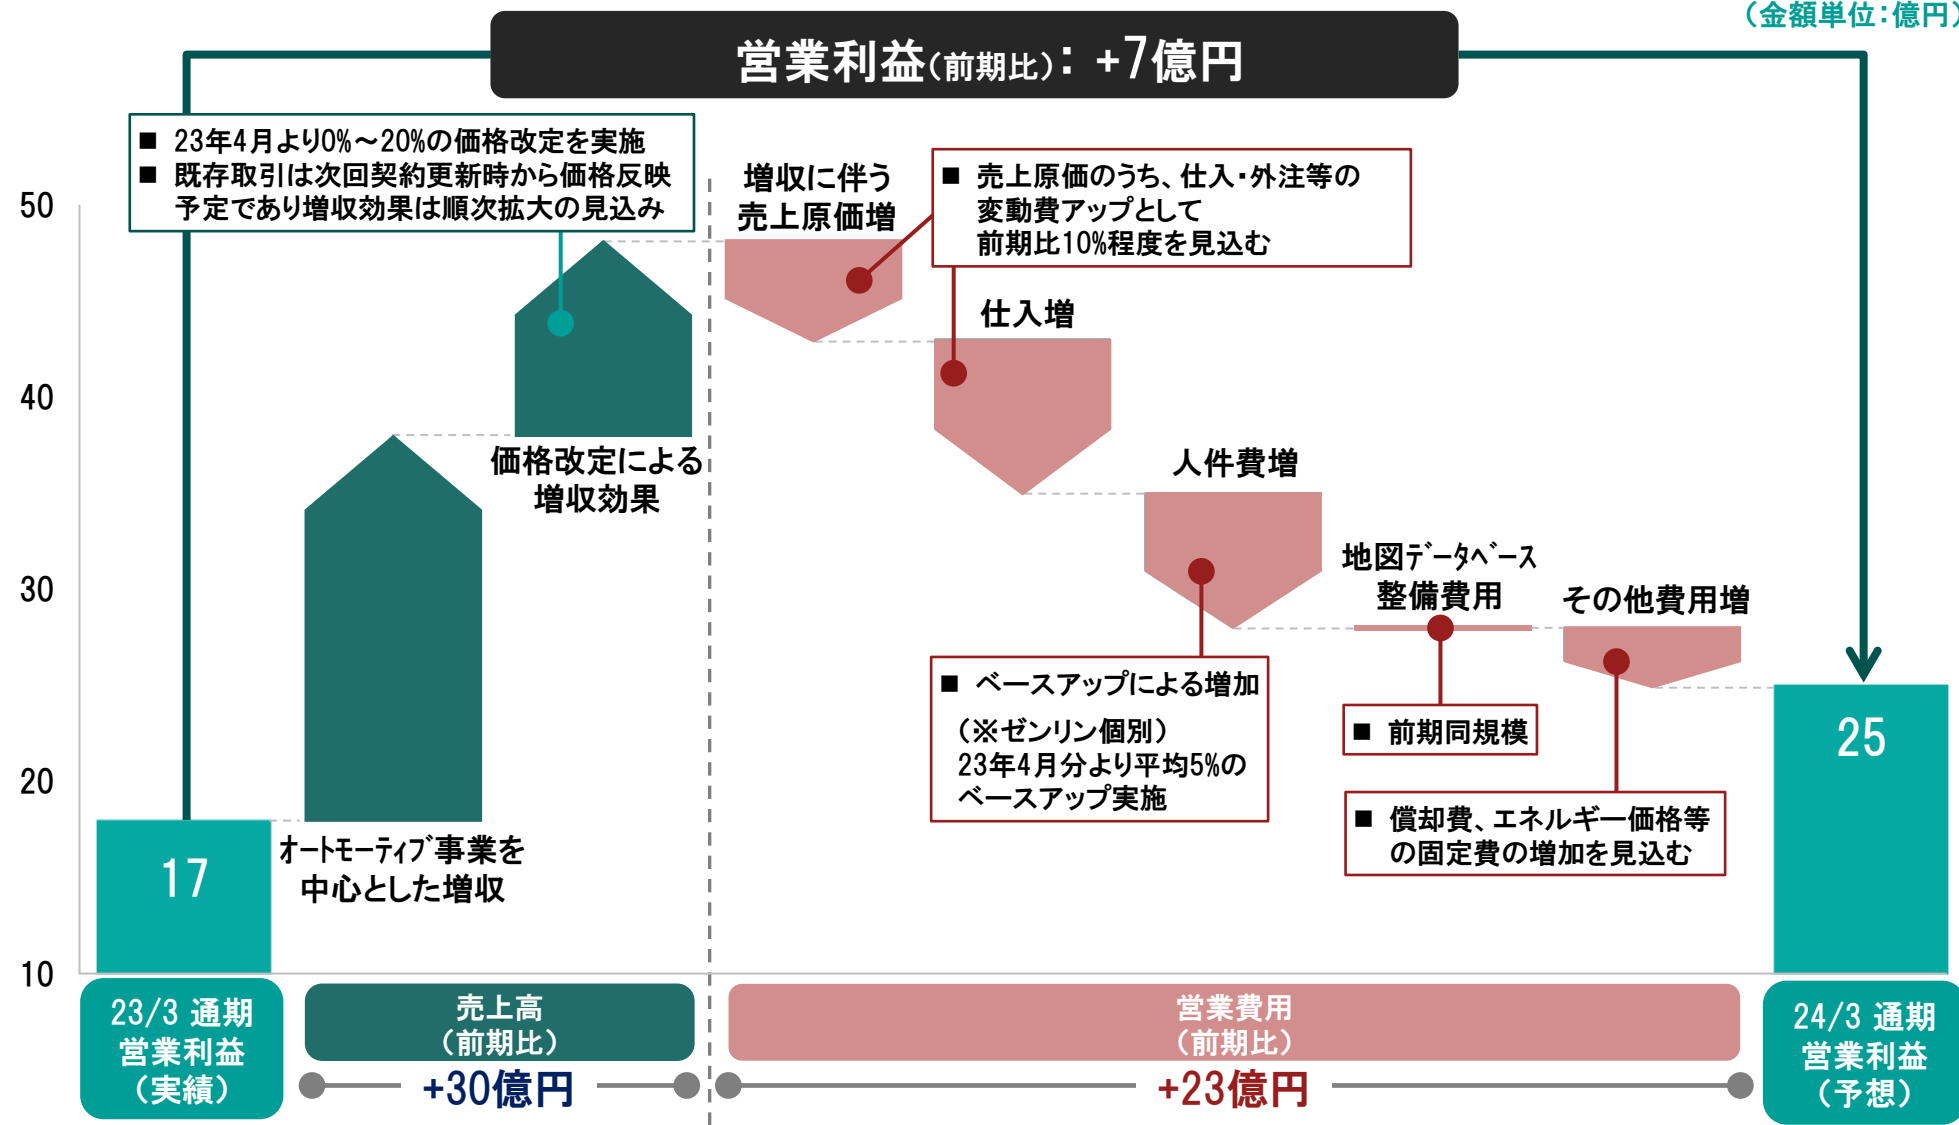 （金額単位：億円）
営業利益（前期比）：+7億円
■ 23年4月より0%～20%の価格改定を実施
■ 既存取引は次回契約更新時から価格反映
予定であり増収効果は順次拡大の見込み
増収に伴う
売上原価増
■ 売上原価のうち、仕入・外注等の
変動費アップとして
前期比10%程度を見込む
50
40
30
20
10
仕入増
価格改定による
増収効果
人件費増
地図ﾃﾞｰﾀﾍﾞｰｽ
整備費用
その他費用増
■ ベースアップによる増加
（※ゼンリン個別）
23年4月分より平均5%の
ベースアップ実施
■ 前期同規模
■ 償却費、エネルギー価格等
の固定費の増加を見込む
17
ｵｰﾄﾓｰﾃｨﾌﾞ事業を
中心とした増収
25
23/3 通期
営業利益
（実績）
売上高
（前期比）
+30億円
営業費用
（前期比）
+23億円
24/3 通期
営業利益
（予想）